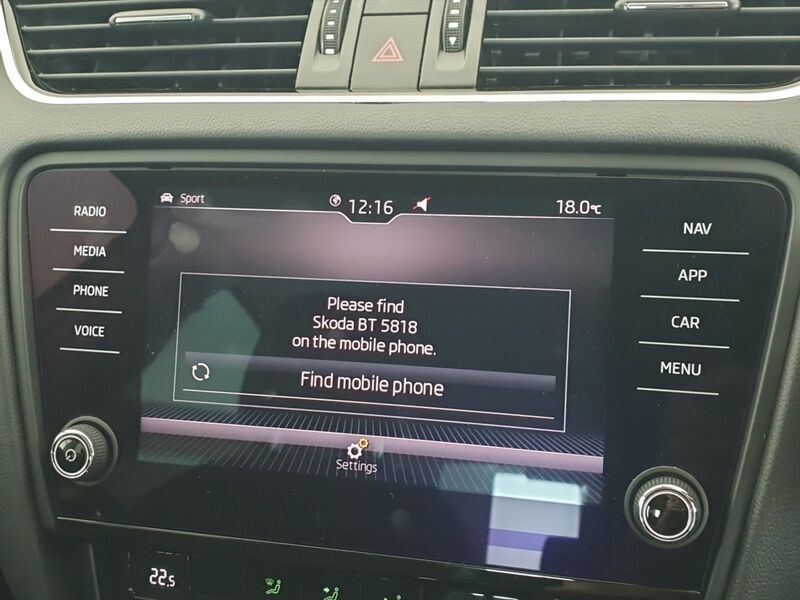 Sport
12:16
18.0°C
RADIO
MEDIA
PHONE
VOICE
NAV
APP
CAR
MENU
Please find
Skoda BT 5818
on the mobile phone.
Find mobile phone
Settings
22.5